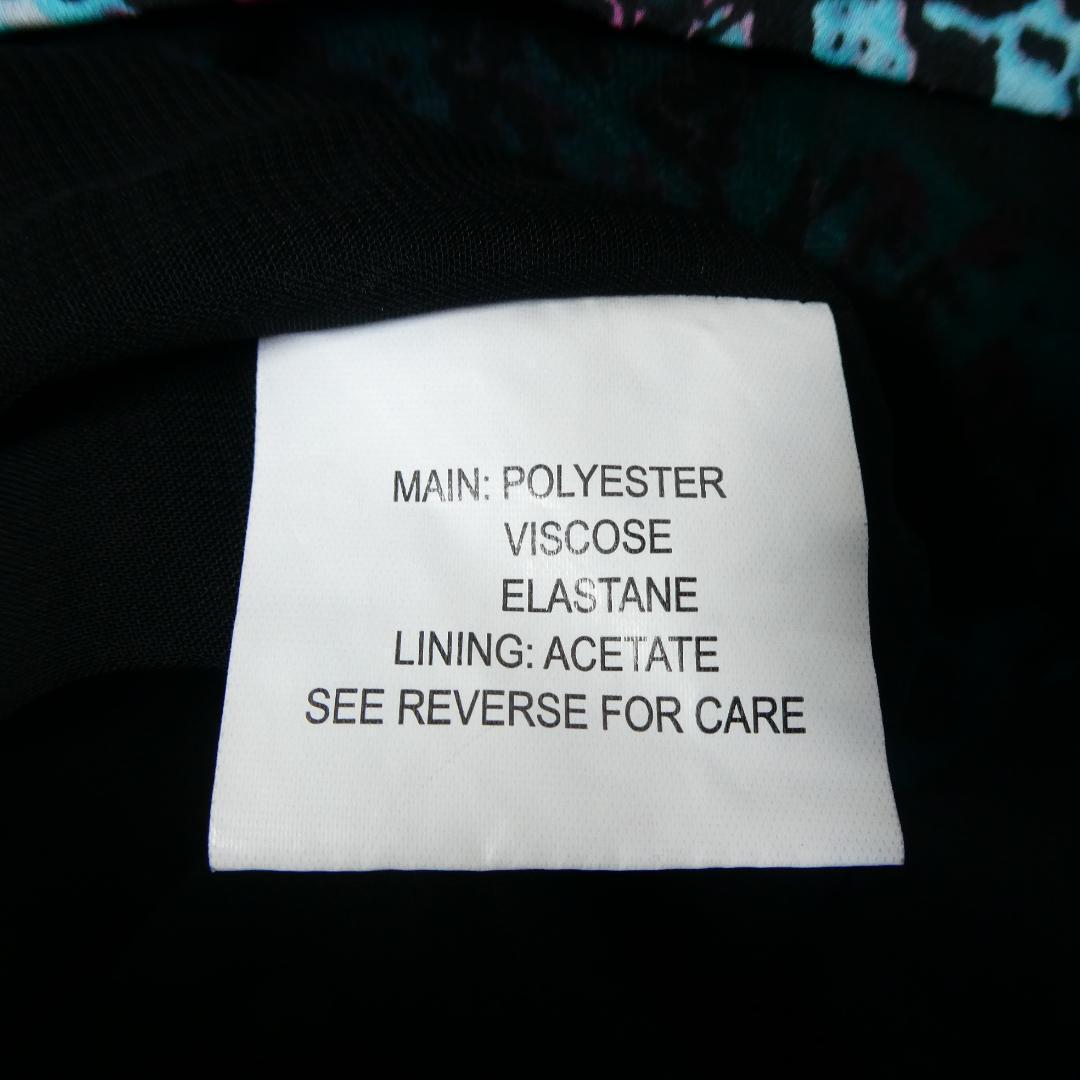 MAIN: POLYESTER
VISCOSE
ELASTANE
LINING: ACETATE
SEE REVERSE FOR CARE